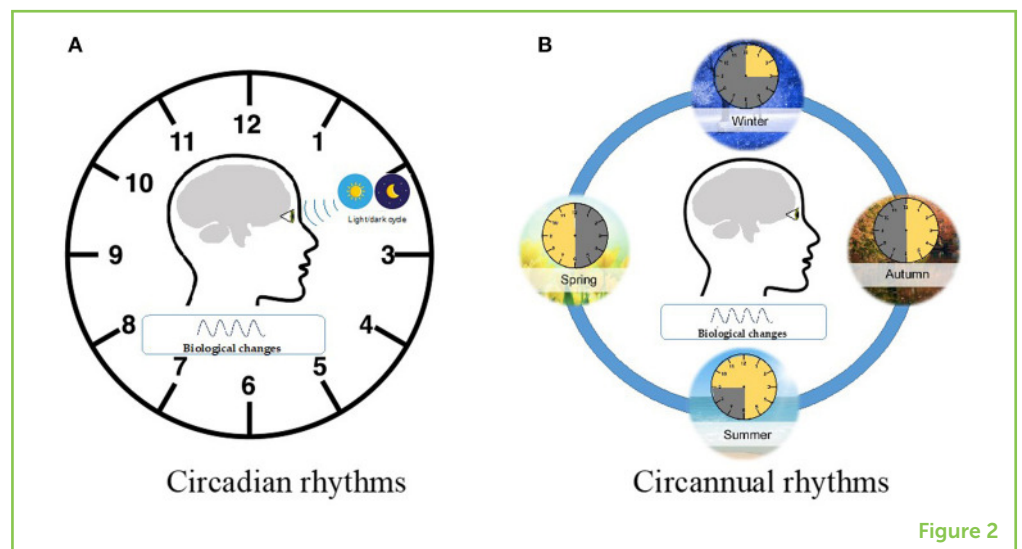 A
12
11
1
10
Light/dark cycle
9
3
8
4
Biological changes
7
5
6
Circadian rhythms
B
Winter
Spring
Autumn
Biological changes
Summer
Circannual rhythms
Figure 2